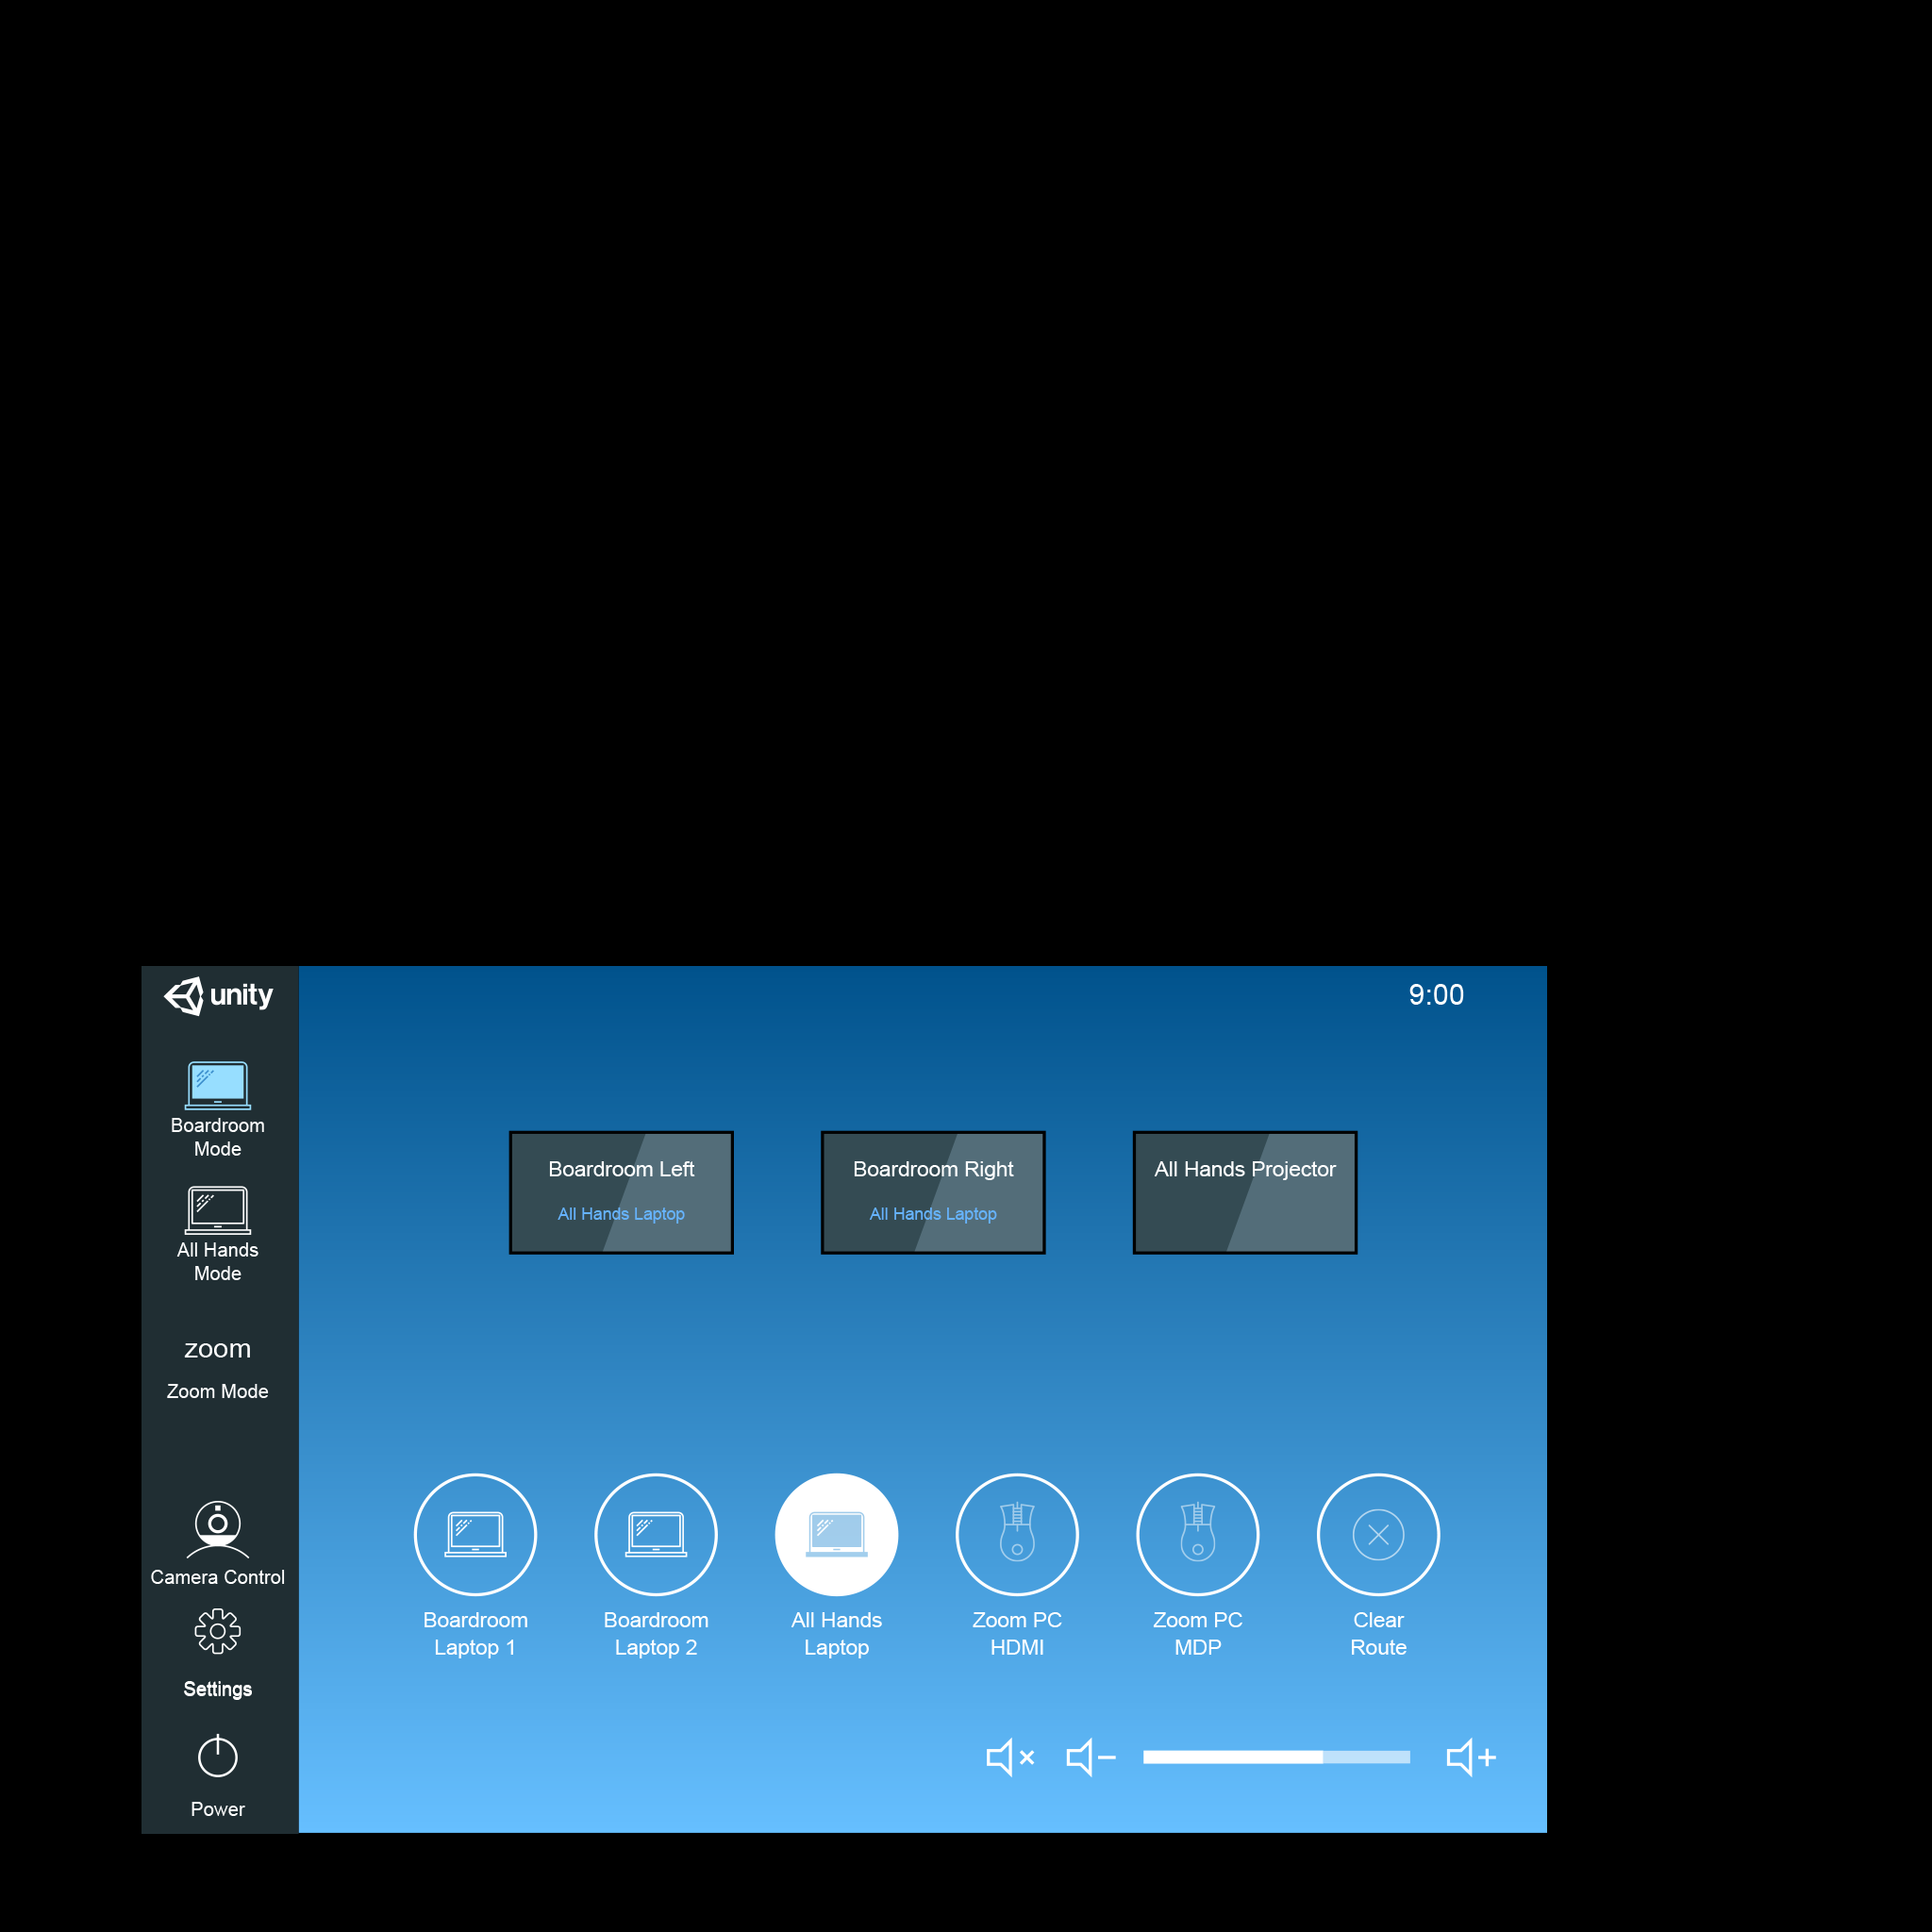 unity
9:00
Boardroom
Mode
All Hands
Mode
zoom
Zoom Mode
Camera Control
Settings
Power
Boardroom Left
All Hands Laptop
Boardroom Right
All Hands Laptop
All Hands Projector
Boardroom
Laptop 1
Boardroom
Laptop 2
All Hands
Laptop
Zoom PC
HDMI
Zoom PC
MDP
Clear
Route